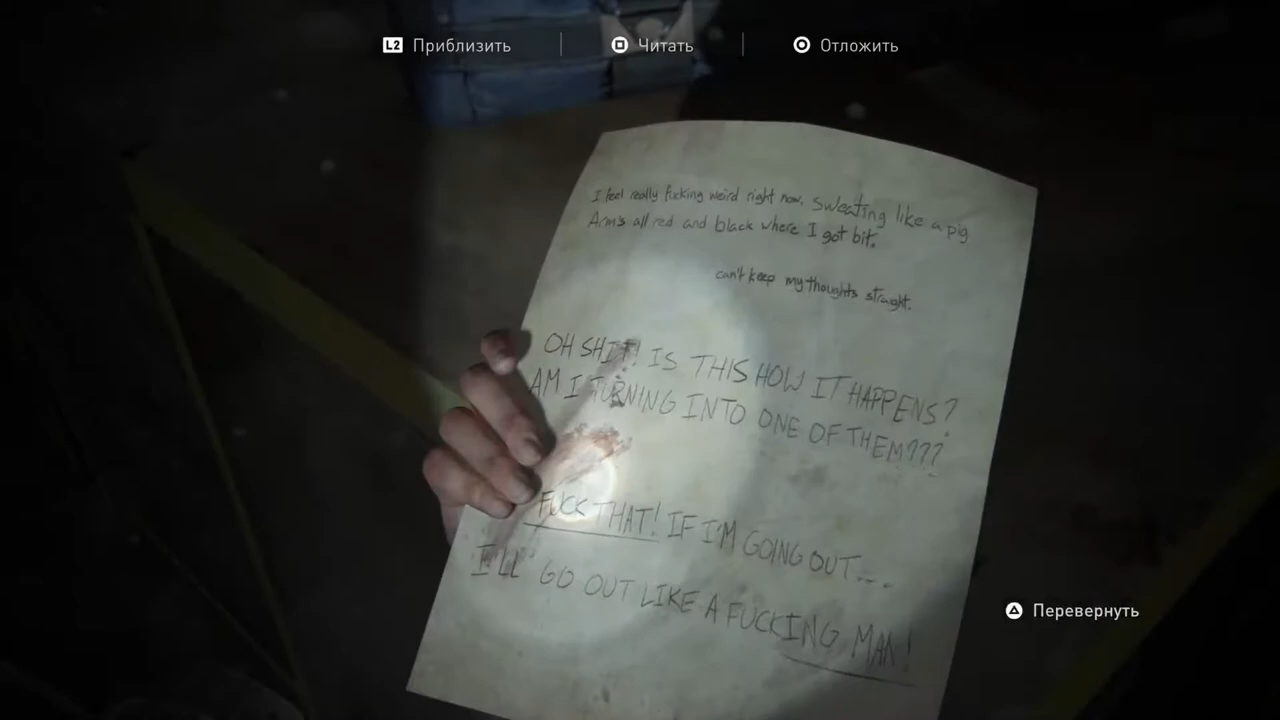 L2 Приблизить
Читать
Отложить
I feel really fucking weird right now. Sweating like a pig
Arm's all red and black where I got bit.
can't keep my thoughts straight.
OH SHIT! IS THIS HOW IT HAPPENS?
AM I TURNING INTO ONE OF THEM???
FUCK THAT! IF I'M GOING OUT...
I'LL GO OUT LIKE A FUCKING MAN!
Перевернуть